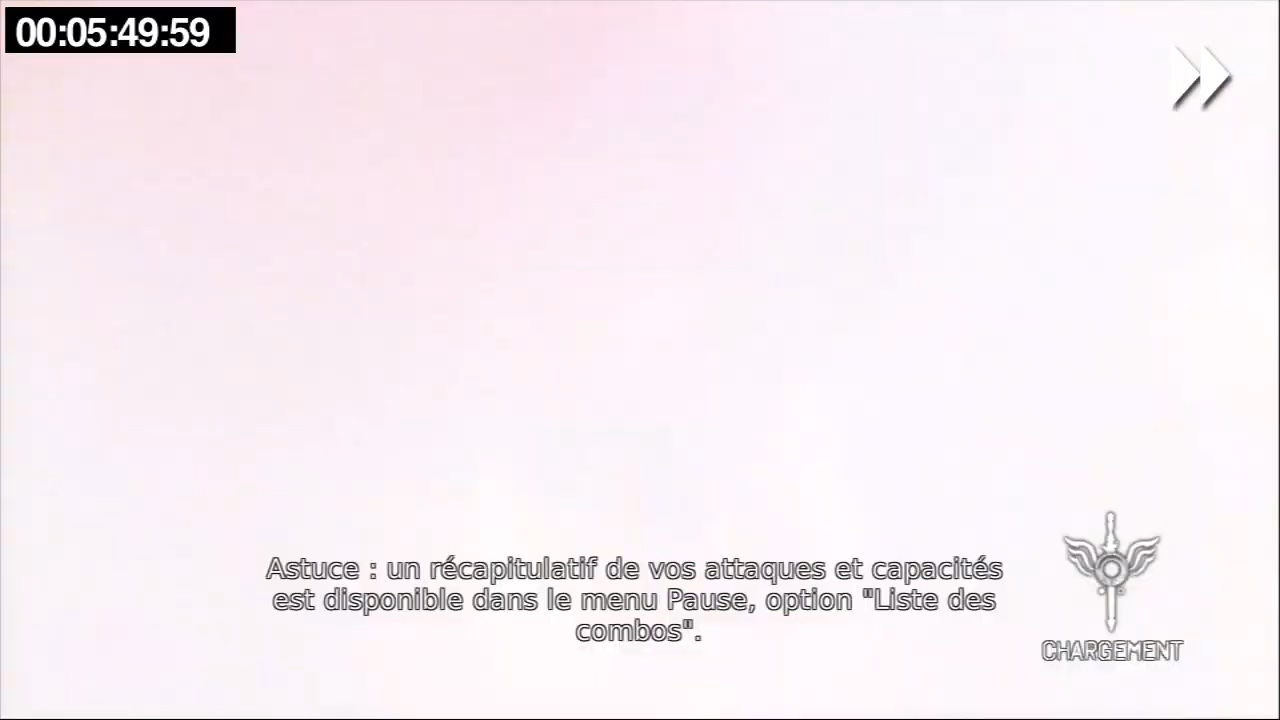 00:05:49:59
Astuce : un récapitulatif de vos attaques et capacités
est disponible dans le menu Pause, option "Liste des
combos".
CHARGEMENT